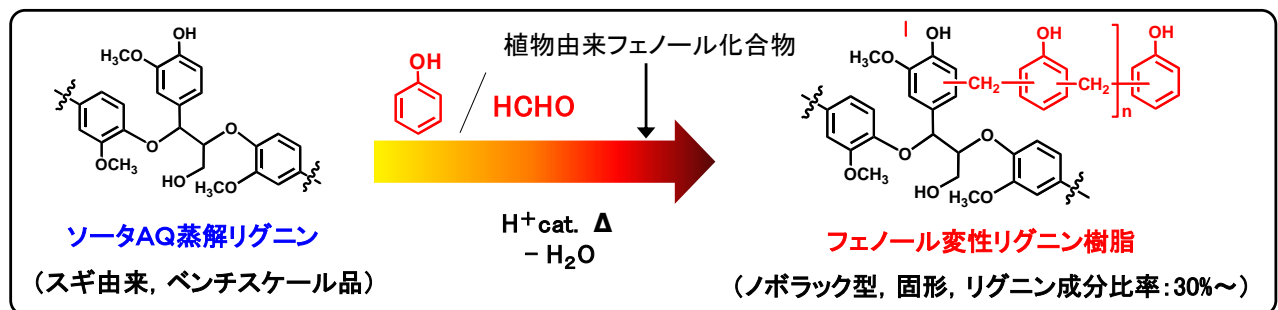 植物由来フェノール化合物
OH
HCHO
H⁺cat. Δ
− H₂O
OH
H₃CO
O
O
OCH₃
HO
H₃CO
ソータAQ蒸解リグニン
(スギ由来, ベンチスケール品)
OH
OH
OH
H₃CO
CH₂
CH₂
n
O
O
OCH₃
HO
H₃CO
フェノール変性リグニン樹脂
(ノボラック型, 固形, リグニン成分比率:30%~)